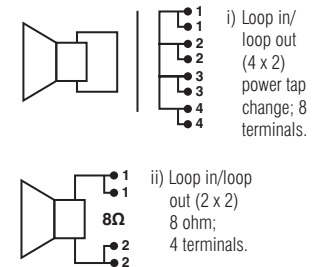 1
1
2
2
3
3
4
4
i) Loop in/
loop out
(4 x 2)
power tap
change; 8
terminals.
1
1
8Ω
2
2
ii) Loop in/loop
out (2 x 2)
8 ohm;
4 terminals.